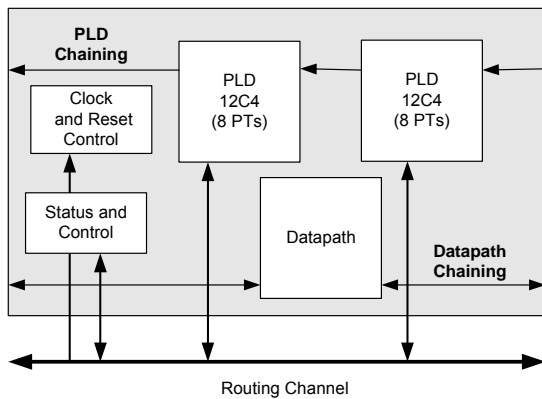 PLD
Chaining
PLD
12C4
(8 PTs)
PLD
12C4
(8 PTs)
Clock
and Reset
Control
Status and
Control
Datapath
Datapath
Chaining
Routing Channel